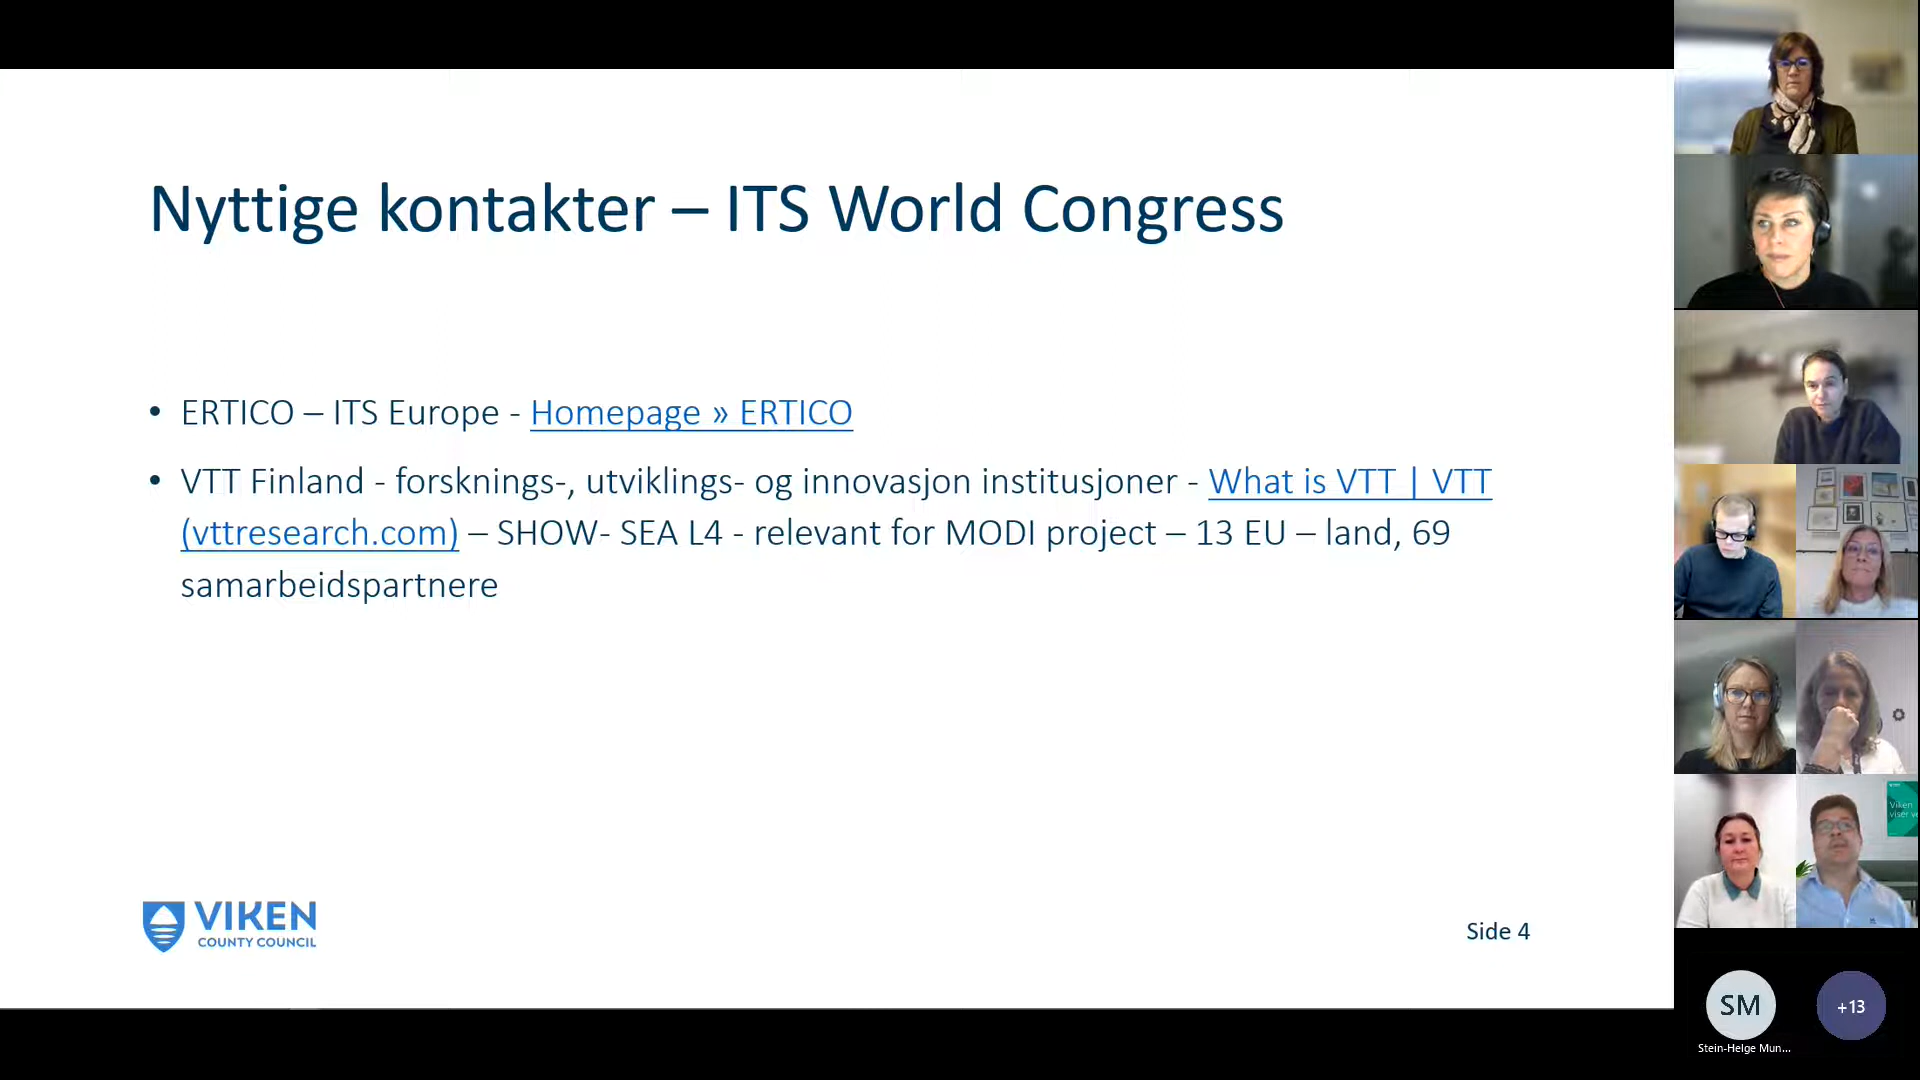 Nyttige kontakter – ITS World Congress
• ERTICO – ITS Europe - Homepage » ERTICO
• VTT Finland - forsknings-, utviklings- og innovasjon institusjoner - What is VTT | VTT
(vttresearch.com) – SHOW- SEA L4 - relevant for MODI project – 13 EU – land, 69
samarbeidspartnere
VIKEN
COUNTY COUNCIL
Side 4
Viken
viser
SM
+13
Stein-Helge Mun...